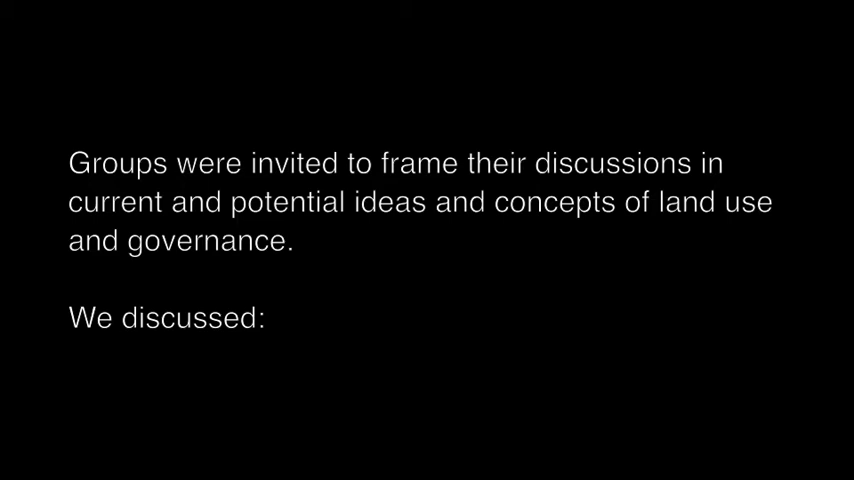 Groups were invited to frame their discussions in
current and potential ideas and concepts of land use
and governance.
We discussed: